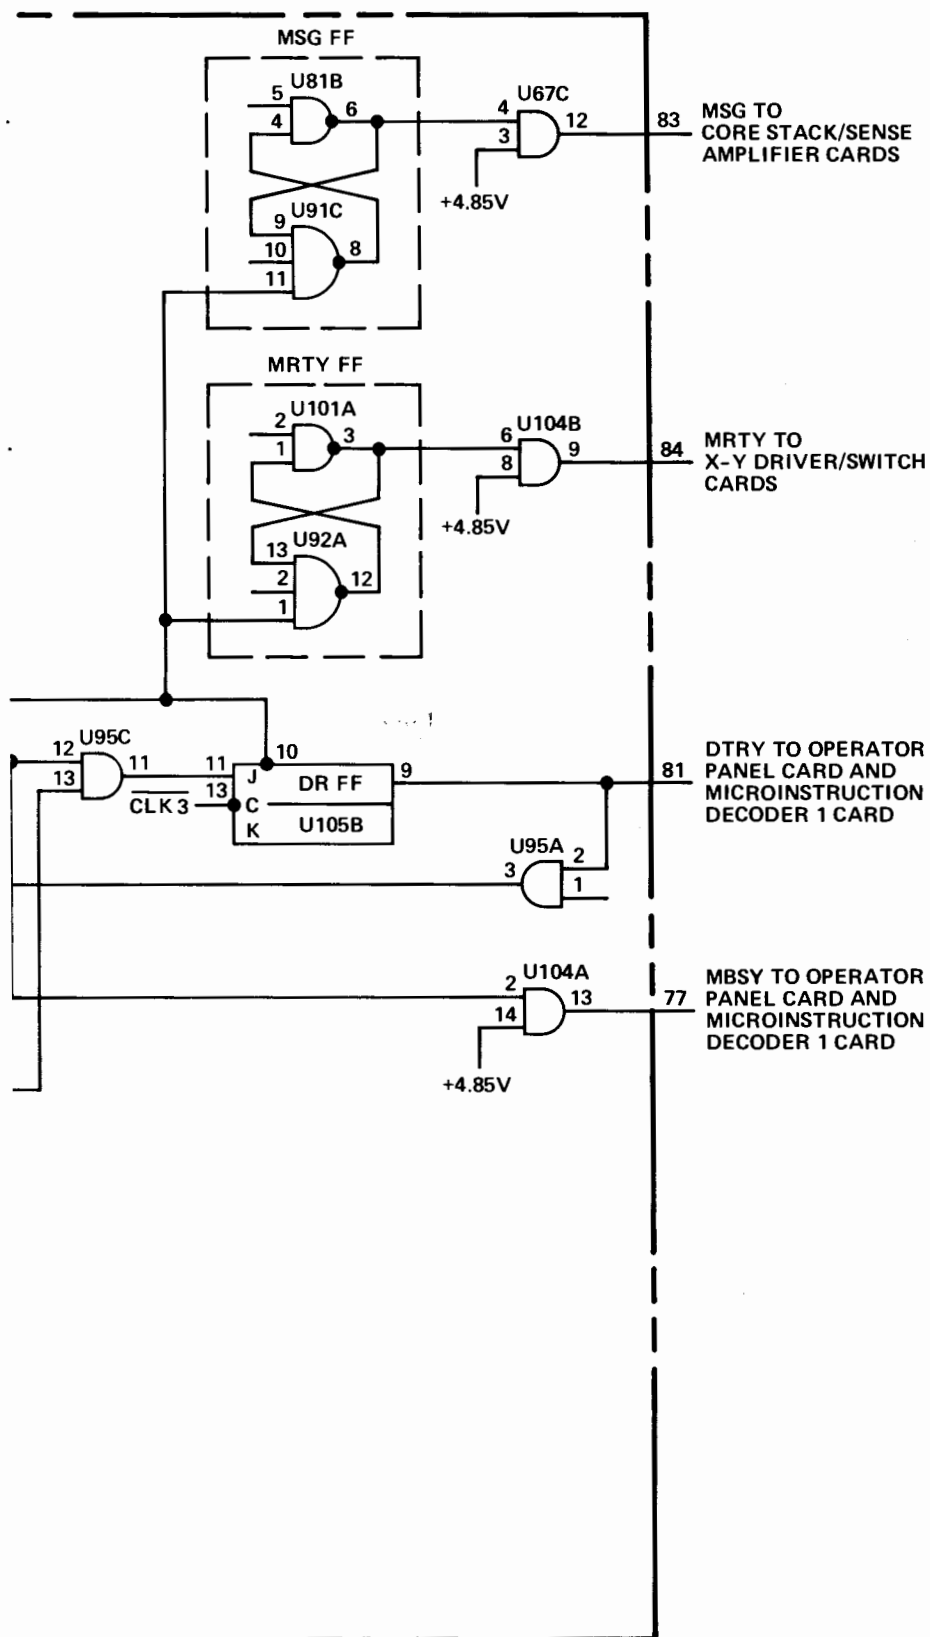 MSG FF
U81B
5
4
6
U67C
4
3
12
83
MSG TO
CORE STACK/SENSE
AMPLIFIER CARDS
+4.85V
U91C
9
10
11
8
MRTY FF
U101A
2
1
3
U104B
6
8
9
84
MRTY TO
X-Y DRIVER/SWITCH
CARDS
+4.85V
U92A
13
2
1
12
U95C
12
13
11
11
10
J
DR FF
9
13
CLK 3
C
U105B
K
81
DTRY TO OPERATOR
PANEL CARD AND
MICROINSTRUCTION
DECODER 1 CARD
U95A
3
2
1
U104A
2
14
13
77
MBSY TO OPERATOR
PANEL CARD AND
MICROINSTRUCTION
DECODER 1 CARD
+4.85V